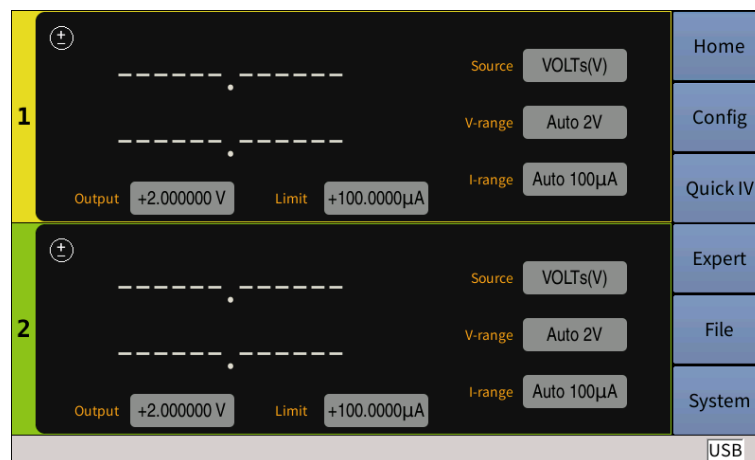 1
±
------.------
------.------
Source VOLTs(V)
V-range Auto 2V
I-range Auto 100µA
Output +2.000000 V Limit +100.0000µA
2
±
------.------
------.------
Source VOLTs(V)
V-range Auto 2V
I-range Auto 100µA
Output +2.000000 V Limit +100.0000µA
Home
Config
Quick IV
Expert
File
System
USB